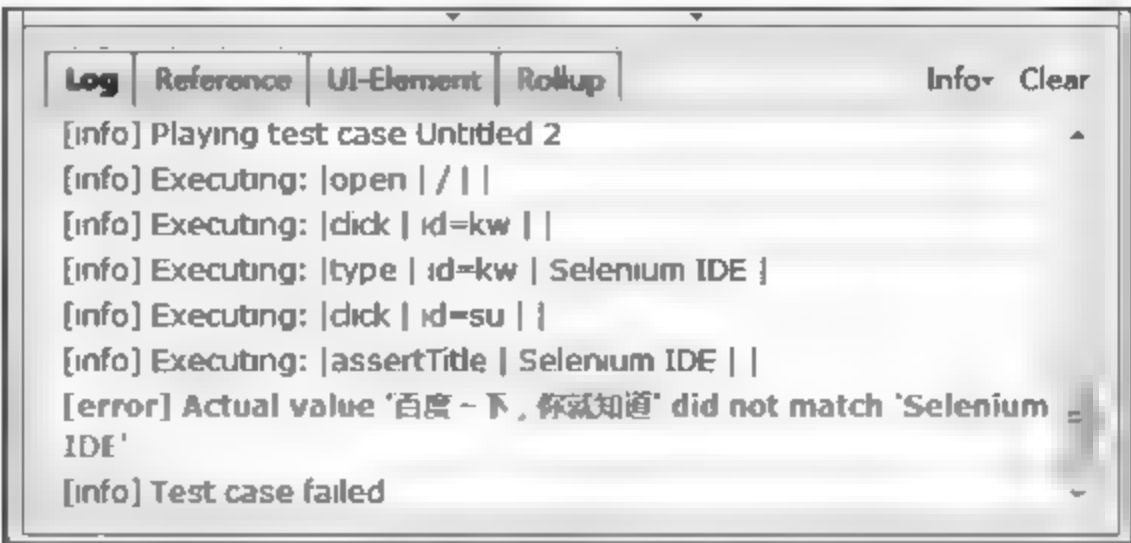 Log Reference UI-Element Rollup Info Clear
[info] Playing test case Untitled 2
[info] Executing: |open | / | |
[info] Executing: |click | id=kw | |
[info] Executing: |type | id=kw | Selenium IDE |
[info] Executing: |click | id=su | |
[info] Executing: |assertTitle | Selenium IDE | |
[error] Actual value '百度一下，你就知道' did not match 'Selenium
IDE'
[info] Test case failed